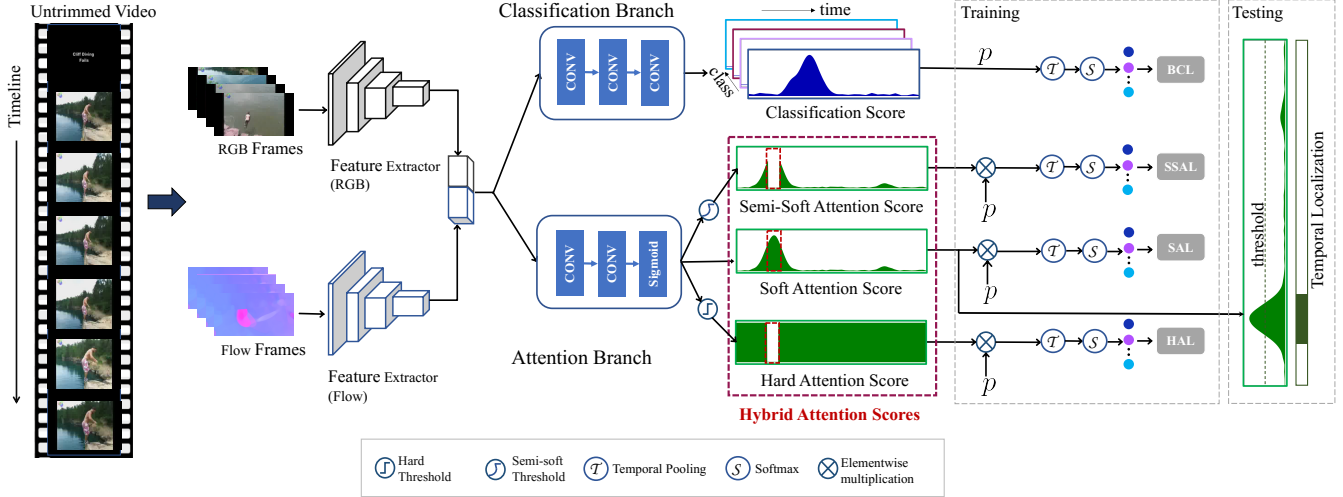 Untrimmed Video
Timeline
Cliff Diving
Fails
RGB Frames
Flow Frames
Feature Extractor
(RGB)
Feature Extractor
(Flow)
Classification Branch
CONV
CONV
CONV
class
time
Classification Score
Attention Branch
CONV
CONV
Sigmoid
Semi-Soft Attention Score
Soft Attention Score
Hard Attention Score
Hybrid Attention Scores
Training
p
T
S
BCL
p
T
S
SSAL
p
T
S
SAL
p
T
S
HAL
Testing
threshold
Temporal Localization
Hard
Threshold
Semi-soft
Threshold
T
Temporal Pooling
S
Softmax
Elementwise
multiplication